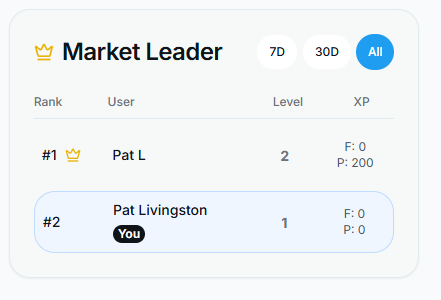 Market Leader 7D 30D All
Rank User Level XP
#1 Pat L 2 F: 0
P: 200
#2 Pat Livingston 1 F: 0
You P: 0